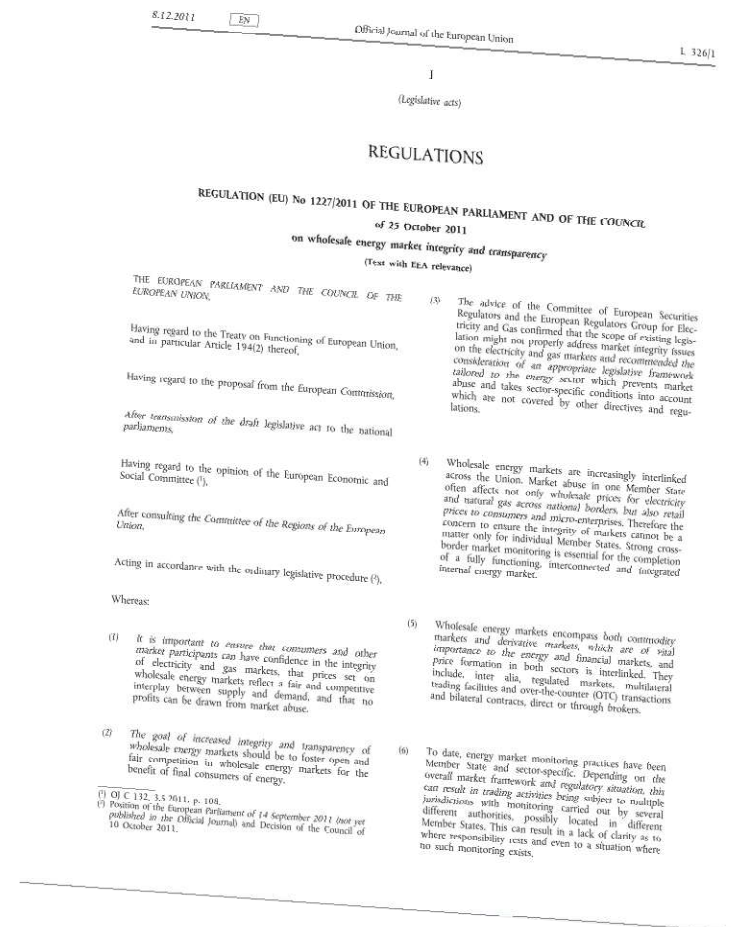 8.12.2011
EN
Official Journal of the European Union
L 326/1
I
(Legislative acts)
REGULATIONS
REGULATION (EU) No 1227/2011 OF THE EUROPEAN PARLIAMENT AND OF THE COUNCIL
of 25 October 2011
on wholesale energy market integrity and transparency
(Text with EEA relevance)
THE EUROPEAN PARLIAMENT AND THE COUNCIL OF THE
EUROPEAN UNION,
Having regard to the Treaty on Functioning of European Union,
and in particular Article 194(2) thereof,
Having regard to the proposal from the European Commission,
After transmission of the draft legislative act to the national
parliaments,
Having regard to the opinion of the European Economic and
Social Committee (¹),
After consulting the Committee of the Regions of the European
Union,
Acting in accordance with the ordinary legislative procedure (²),
Whereas:
(1) It is important to ensure that consumers and other
market participants can have confidence in the integrity
of electricity and gas markets, that prices set on
wholesale energy markets reflect a fair and competitive
interplay between supply and demand, and that no
profits can be drawn from market abuse.
(2) The goal of increased integrity and transparency of
wholesale energy markets should be to foster open and
fair competition in wholesale energy markets for the
benefit of final consumers of energy.
(¹) OJ C 132, 3.5.2011, p. 108.
(²) Position of the European Parliament of 14 September 2011 (not yet
published in the Official Journal) and Decision of the Council of
10 October 2011.
(3) The advice of the Committee of European Securities
Regulators and the European Regulators Group for Elec-
tricity and Gas confirmed that the scope of existing legis-
lation might not properly address market integrity issues
on the electricity and gas markets and recommended the
consideration of an appropriate legislative framework
tailored to the energy sector which prevents market
abuse and takes sector-specific conditions into account
which are not covered by other directives and regu-
lations.
(4) Wholesale energy markets are increasingly interlinked
across the Union. Market abuse in one Member State
often affects not only wholesale prices for electricity
and natural gas across national borders, but also retail
prices to consumers and micro-enterprises. Therefore the
concern to ensure the integrity of markets cannot be a
matter only for individual Member States. Strong cross-
border market monitoring is essential for the completion
of a fully functioning, interconnected and integrated
internal energy market.
(5) Wholesale energy markets encompass both commodity
markets and derivative markets, which are of vital
importance to the energy and financial markets, and
price formation in both sectors is interlinked. They
include, inter alia, regulated markets, multilateral
trading facilities and over-the-counter (OTC) transactions
and bilateral contracts, direct or through brokers.
(6) To date, energy market monitoring practices have been
Member State and sector-specific. Depending on the
overall market framework and regulatory situation, this
can result in trading activities being subject to multiple
jurisdictions with monitoring carried out by several
different authorities, possibly located in different
Member States. This can result in a lack of clarity as to
where responsibility rests and even to a situation where
no such monitoring exists.